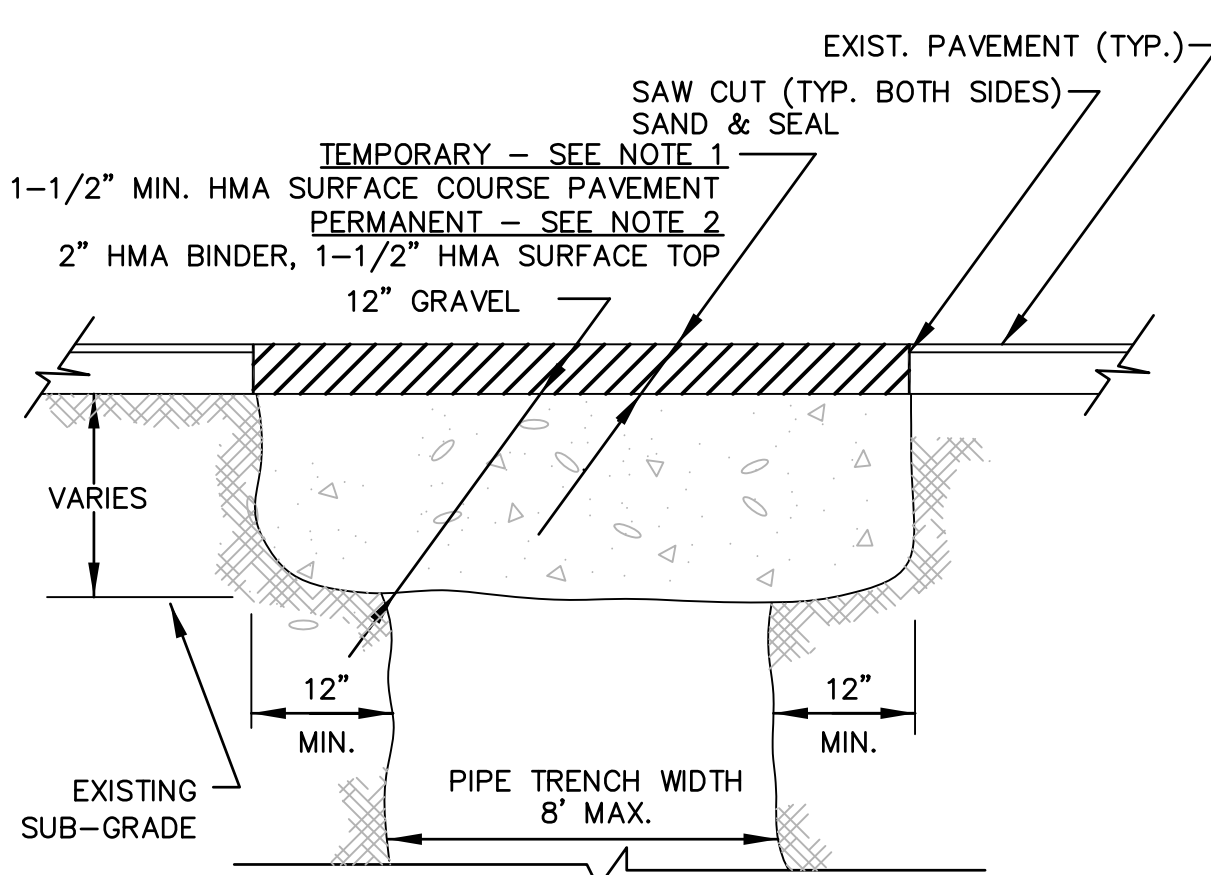 EXIST. PAVEMENT (TYP.)
SAW CUT (TYP. BOTH SIDES)
SAND & SEAL
TEMPORARY – SEE NOTE 1
1–1/2” MIN. HMA SURFACE COURSE PAVEMENT
PERMANENT – SEE NOTE 2
2” HMA BINDER, 1–1/2” HMA SURFACE TOP
12” GRAVEL
VARIES
12”
MIN.
12”
MIN.
EXISTING
SUB–GRADE
PIPE TRENCH WIDTH
8’ MAX.